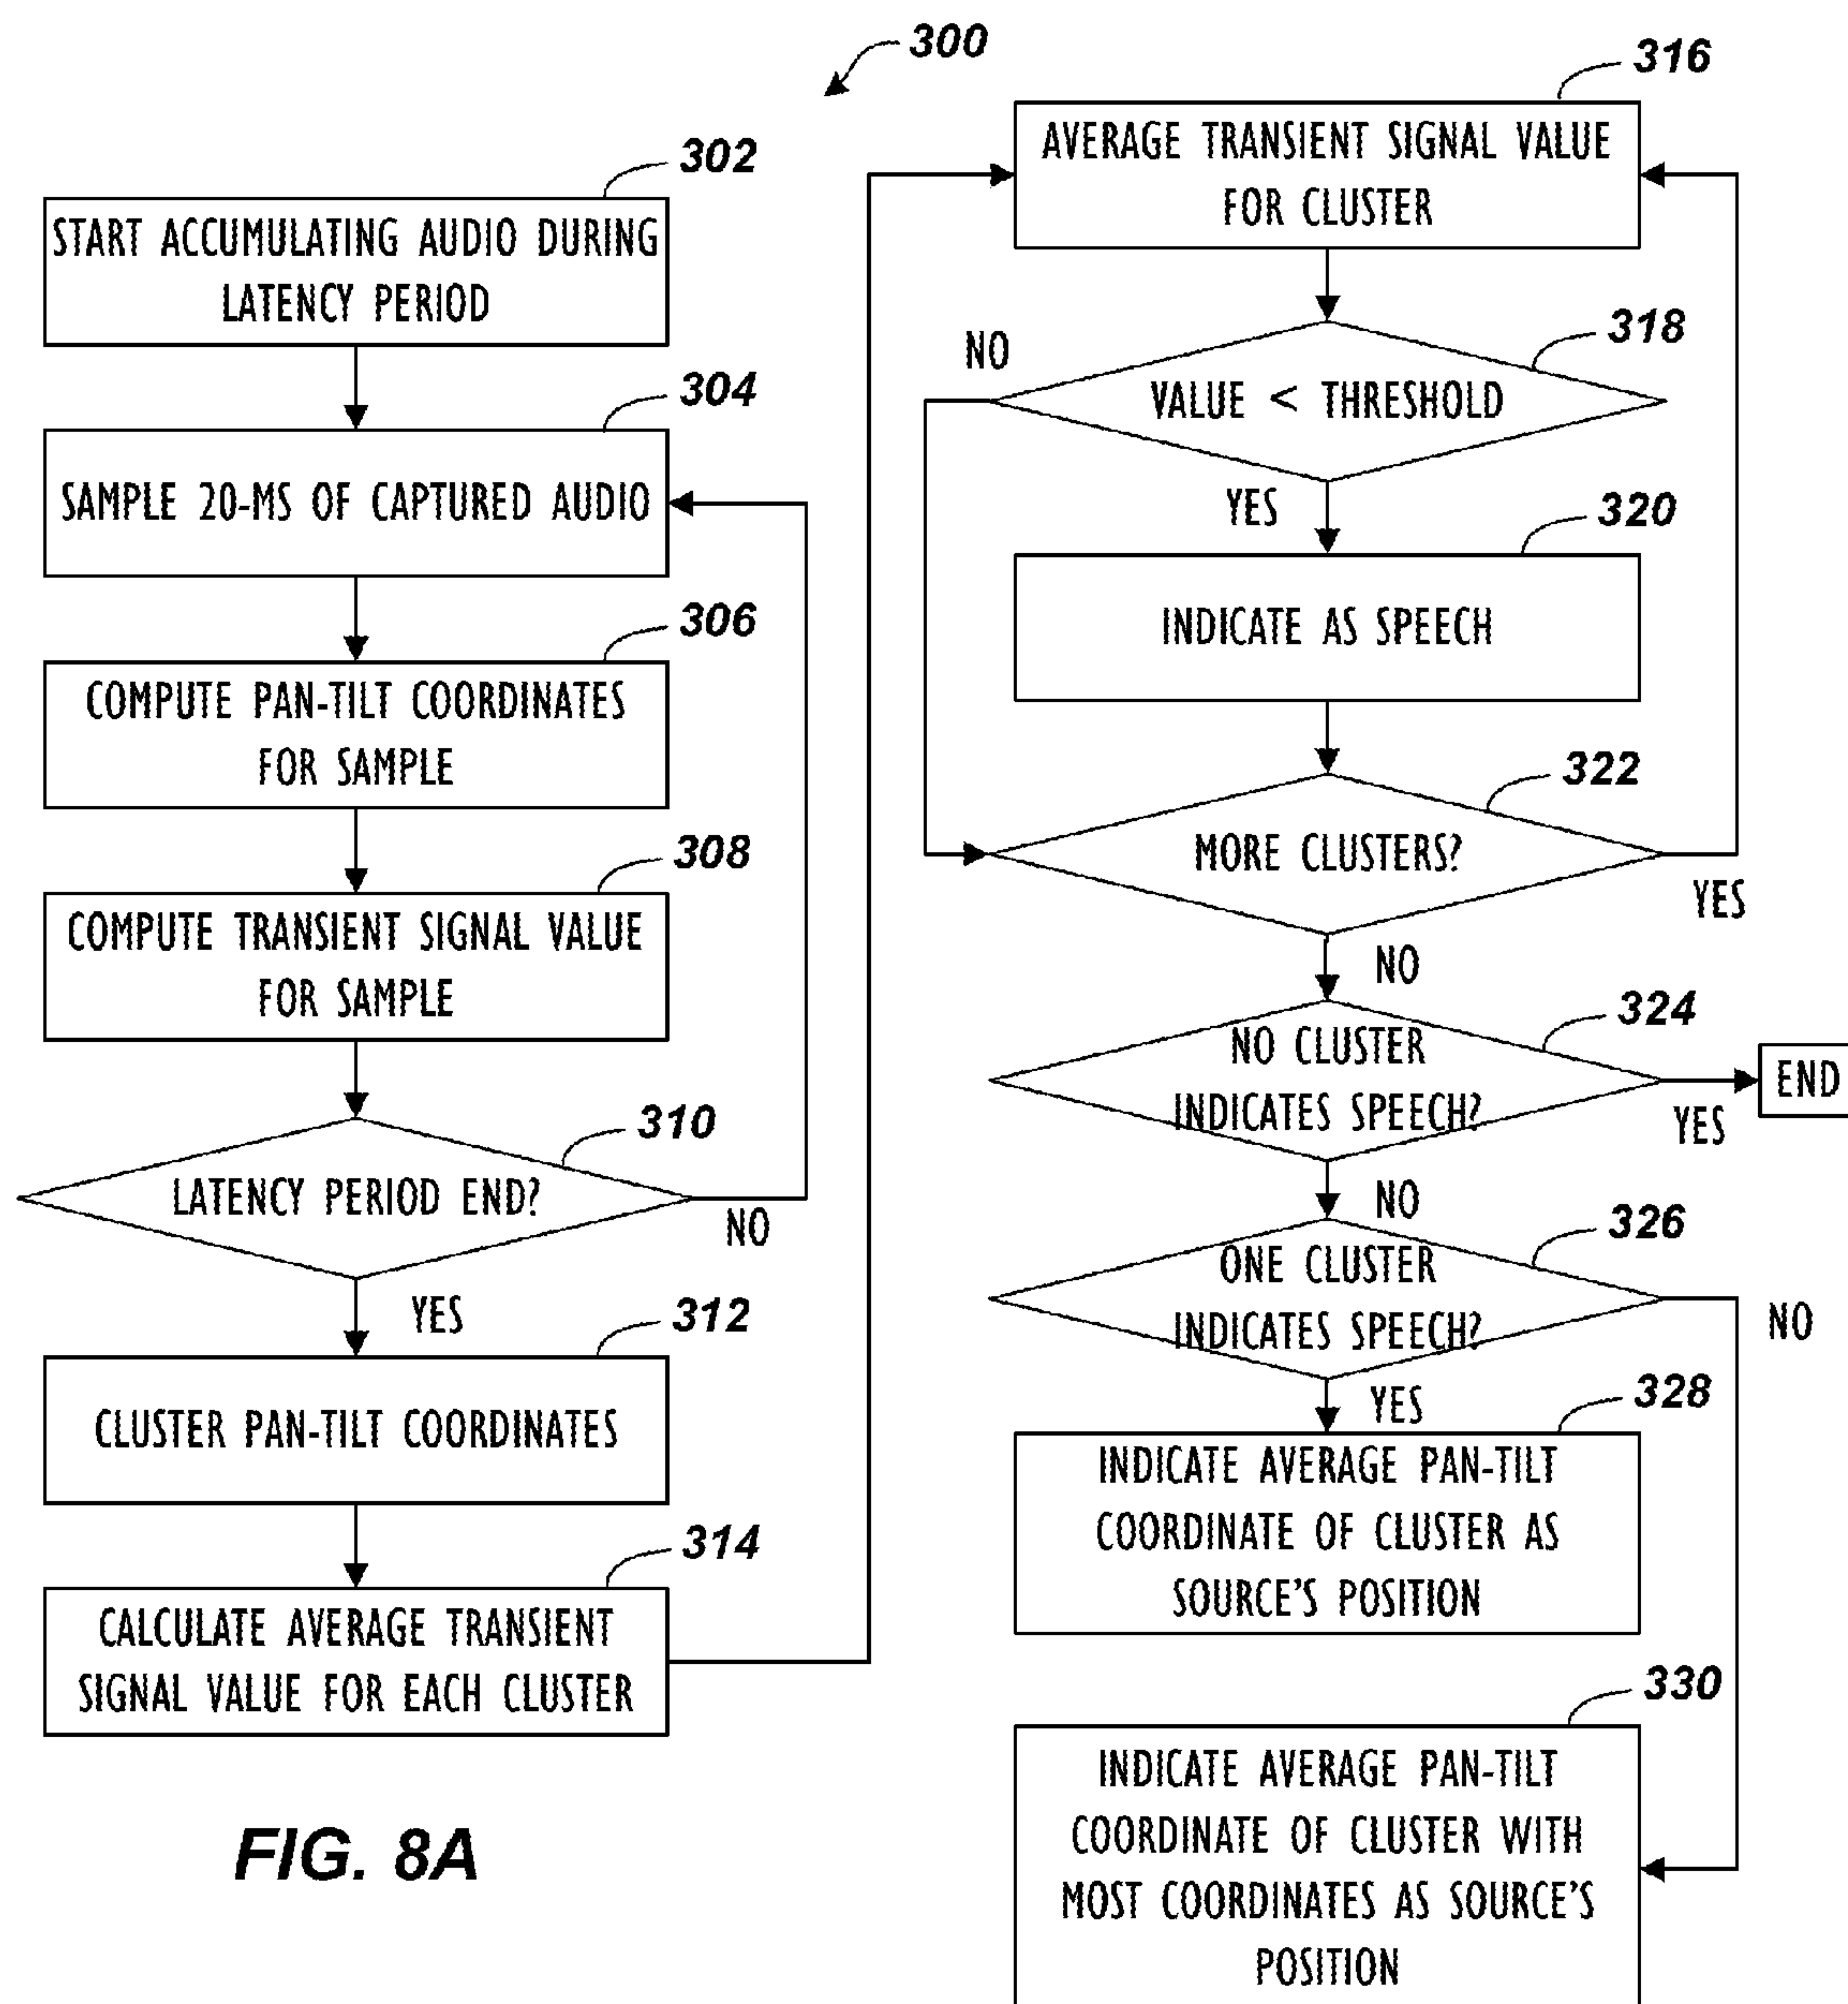 300
302
START ACCUMULATING AUDIO DURING
LATENCY PERIOD
304
SAMPLE 20-MS OF CAPTURED AUDIO
306
COMPUTE PAN-TILT COORDINATES
FOR SAMPLE
308
COMPUTE TRANSIENT SIGNAL VALUE
FOR SAMPLE
310
LATENCY PERIOD END?
NO
YES
312
CLUSTER PAN-TILT COORDINATES
314
CALCULATE AVERAGE TRANSIENT
SIGNAL VALUE FOR EACH CLUSTER
316
AVERAGE TRANSIENT SIGNAL VALUE
FOR CLUSTER
318
NO
VALUE < THRESHOLD
YES
320
INDICATE AS SPEECH
322
MORE CLUSTERS?
YES
NO
324
NO CLUSTER
INDICATES SPEECH?
END
YES
NO
326
ONE CLUSTER
INDICATES SPEECH?
NO
YES
328
INDICATE AVERAGE PAN-TILT
COORDINATE OF CLUSTER AS
SOURCE'S POSITION
330
INDICATE AVERAGE PAN-TILT
COORDINATE OF CLUSTER WITH
MOST COORDINATES AS SOURCE'S
POSITION
FIG. 8A